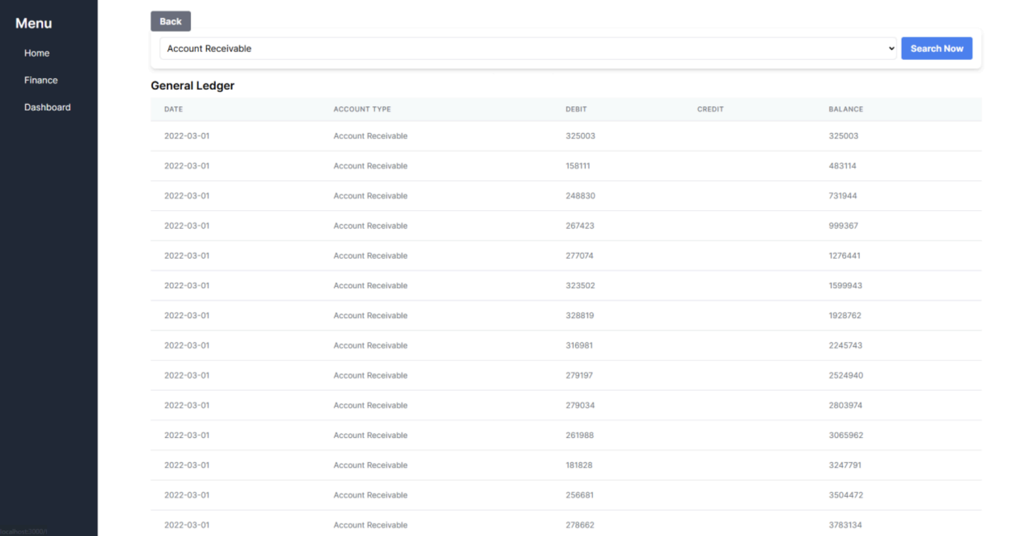 Menu
Home
Finance
Dashboard
Back
Account Receivable
Search Now
General Ledger
DATE ACCOUNT TYPE DEBIT CREDIT BALANCE
2022-03-01 Account Receivable 325003 325003
2022-03-01 Account Receivable 158111 483114
2022-03-01 Account Receivable 248830 731944
2022-03-01 Account Receivable 267423 999367
2022-03-01 Account Receivable 277074 1276441
2022-03-01 Account Receivable 323502 1599943
2022-03-01 Account Receivable 328819 1928762
2022-03-01 Account Receivable 316981 2245743
2022-03-01 Account Receivable 279197 2524940
2022-03-01 Account Receivable 279034 2803974
2022-03-01 Account Receivable 261988 3065962
2022-03-01 Account Receivable 181828 3247791
2022-03-01 Account Receivable 256681 3504472
2022-03-01 Account Receivable 278662 3783134